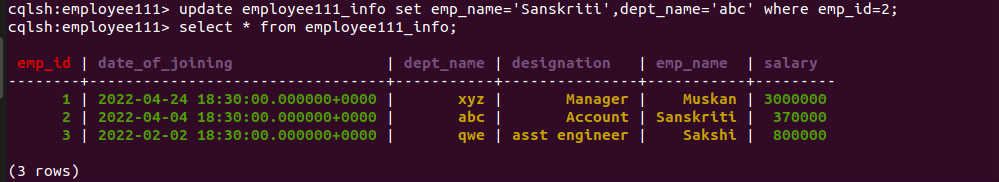 cqlsh:employee111> update employee111_info set emp_name='Sanskriti',dept_name='abc' where emp_id=2;
cqlsh:employee111> select * from employee111_info;
emp_id | date_of_joining | dept_name | designation | emp_name | salary
--------+---------------------------------+-----------+---------------+-----------+---------
1 | 2022-04-24 18:30:00.000000+0000 | xyz | Manager | Muskan | 3000000
2 | 2022-04-04 18:30:00.000000+0000 | abc | Account | Sanskriti | 370000
3 | 2022-02-02 18:30:00.000000+0000 | qwe | asst engineer | Sakshi | 800000
(3 rows)